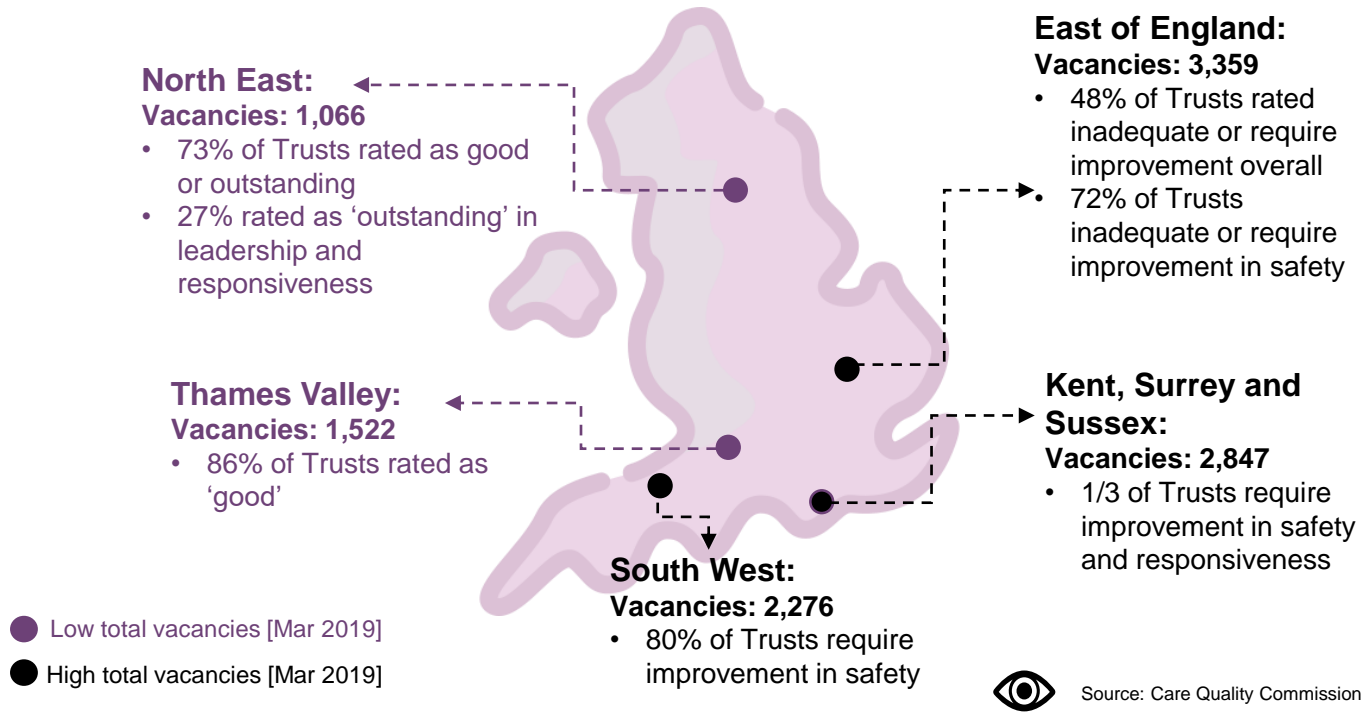 North East:
Vacancies: 1,066
• 73% of Trusts rated as good
or outstanding
• 27% rated as ‘outstanding’ in
leadership and
responsiveness
East of England:
Vacancies: 3,359
• 48% of Trusts rated
inadequate or require
improvement overall
• 72% of Trusts
inadequate or require
improvement in safety
Thames Valley:
Vacancies: 1,522
• 86% of Trusts rated as
‘good’
Kent, Surrey and
Sussex:
Vacancies: 2,847
• 1/3 of Trusts require
improvement in safety
and responsiveness
South West:
Vacancies: 2,276
• 80% of Trusts require
improvement in safety
Low total vacancies [Mar 2019]
High total vacancies [Mar 2019]
Source: Care Quality Commission